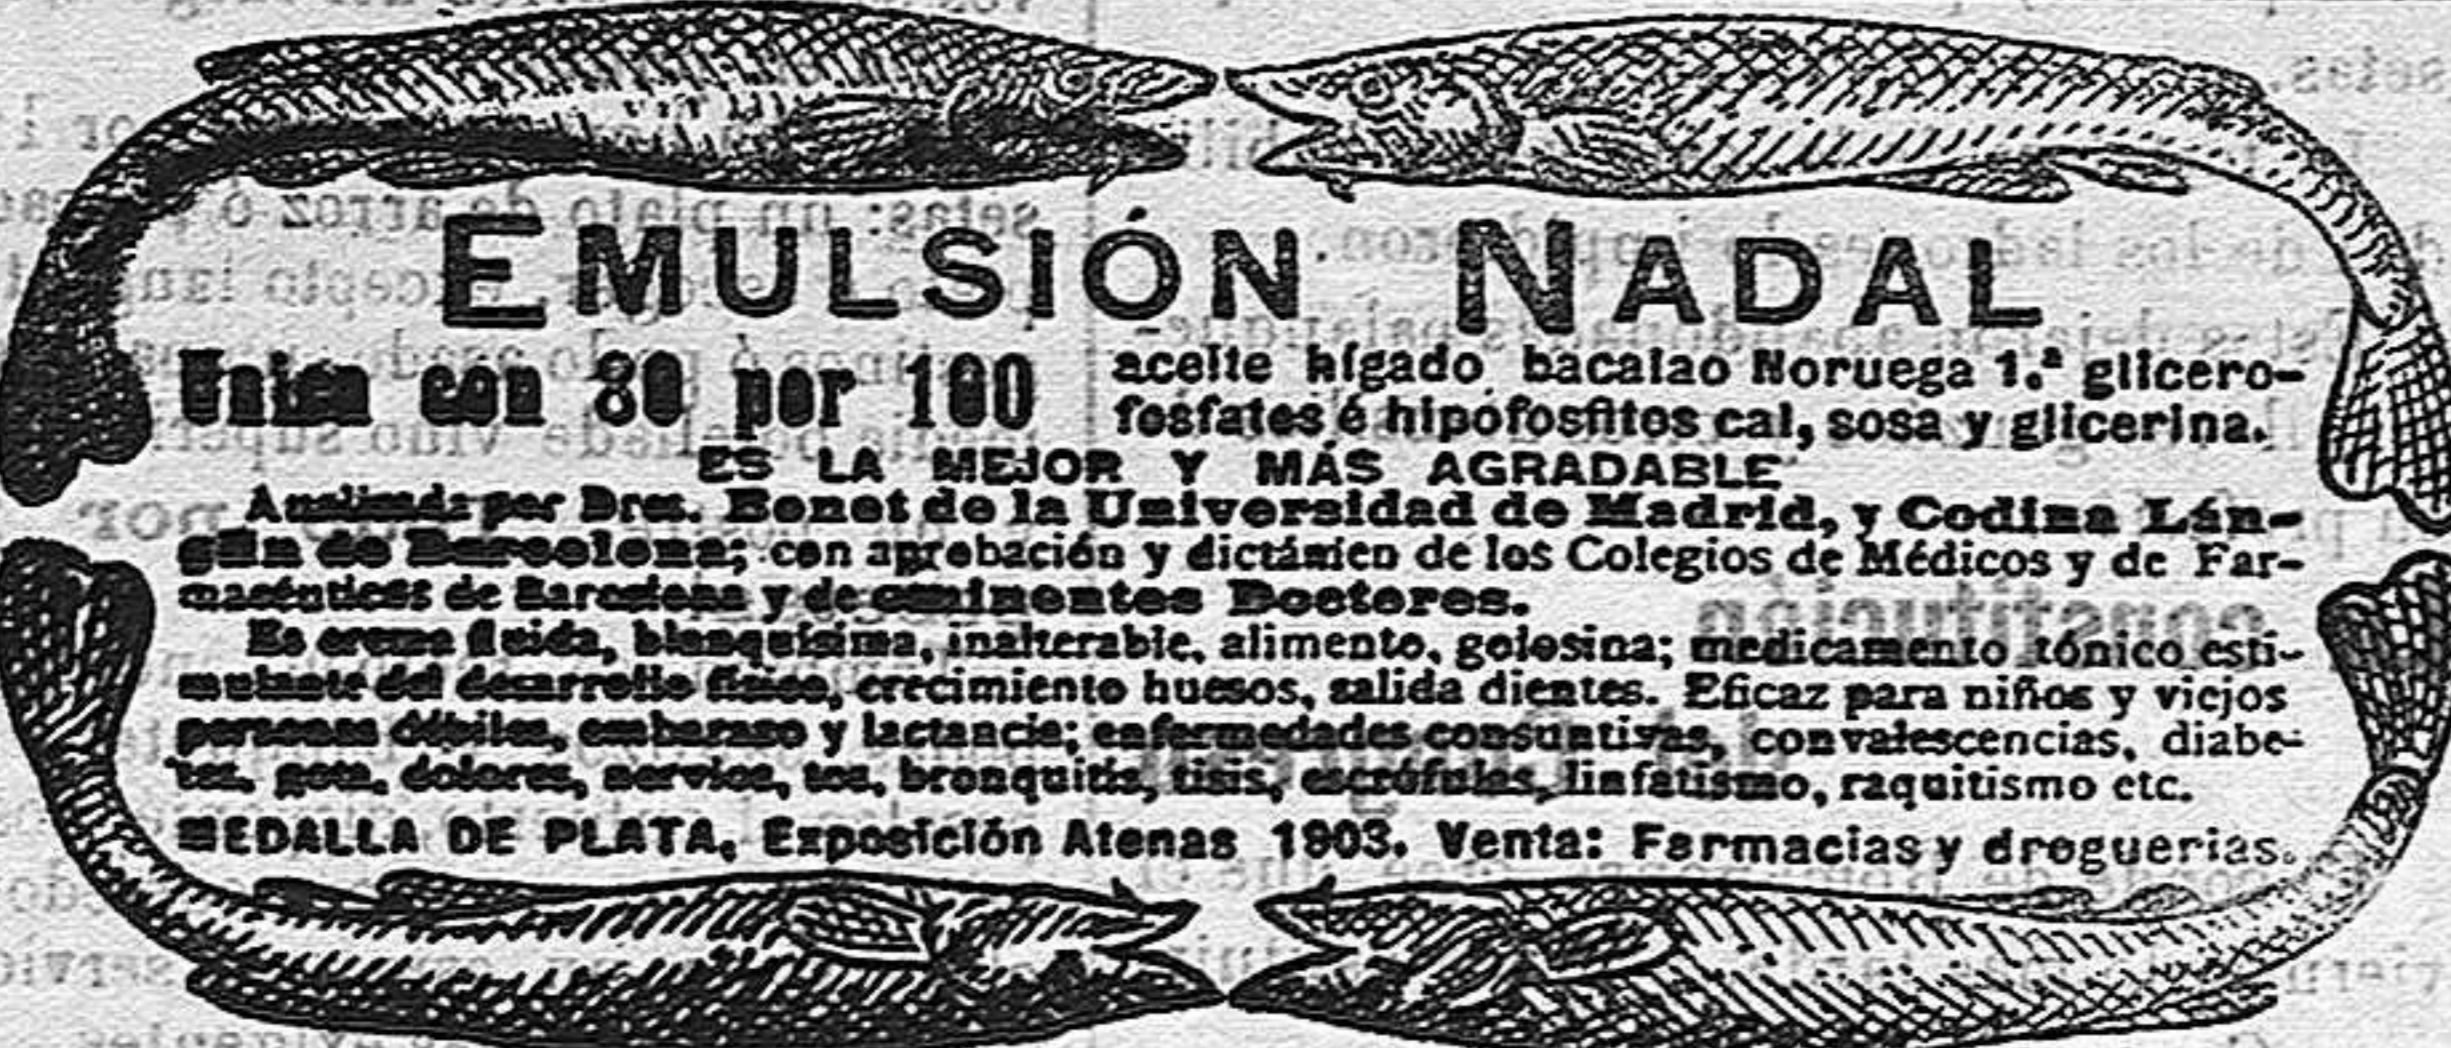 EMULSIÓN NADAL
Unica con 80 por 100
aceite hígado bacalao Noruega 1.ª glicero-
fosfatos é hipofosfitos cal, sosa y glicerina.
ES LA MEJOR Y MÁS AGRADABLE
Analizada por Dres. Bonet de la Universidad de Madrid, y Codina Län-
glin de Barcelona; con aprobación y dictámen de los Colegios de Médicos y de Far-
macéuticos de Barcelona y de eminentes Doctores.
Es crema fluida, blanquísima, inalterable, alimento, golosina; medicamento tónico esti-
mulante del desarrollo físico, crecimiento huesos, salida dientes. Eficaz para niños y viejos
personas débiles, embarazo y lactancia; enfermedades consuntivas, convalescencias, diabe-
tes, gota, dolores, nervios, tos, bronquitis, tisis, escrófulas, linfatismo, raquitismo etc.
MEDALLA DE PLATA, Exposición Atenas 1903. Venta: Farmacias y droguerias.